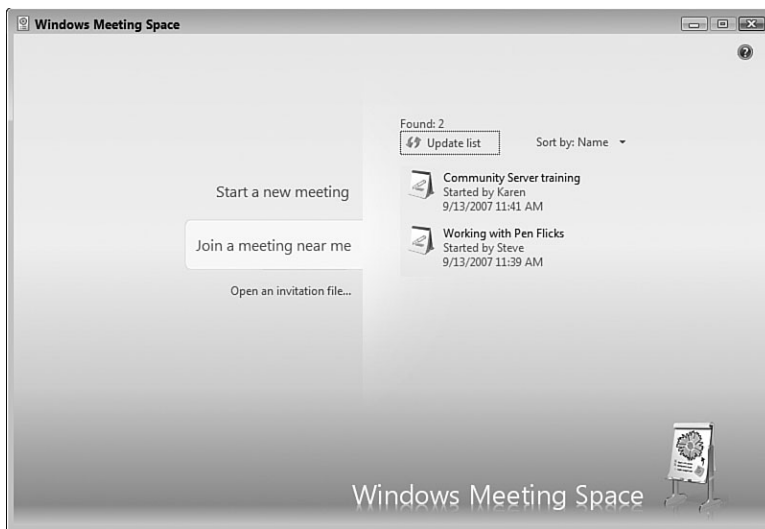 Windows Meeting Space
Found: 2
Update list
Sort by: Name
Start a new meeting
Join a meeting near me
Open an invitation file...
Community Server training
Started by Karen
9/13/2007 11:41 AM
Working with Pen Flicks
Started by Steve
9/13/2007 11:39 AM
Windows Meeting Space